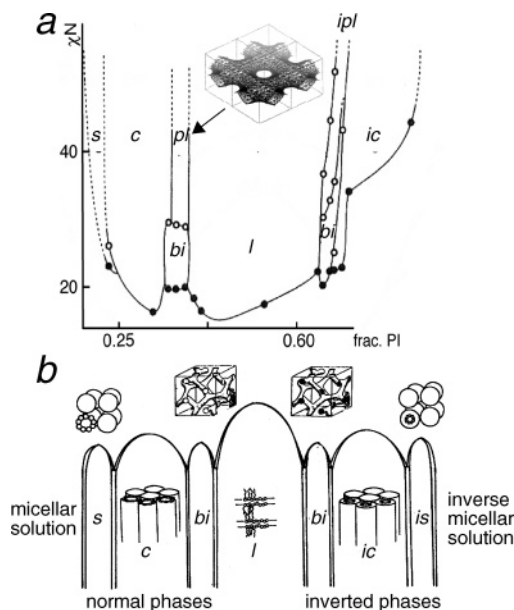 a
χN
ipl
s
c
pl
ic
40
bi
l
bi
20
0.25
0.60
frac. PI
b
micellar
solution
s
c
bi
l
bi
ic
is
inverse
micellar
solution
normal phases
inverted phases